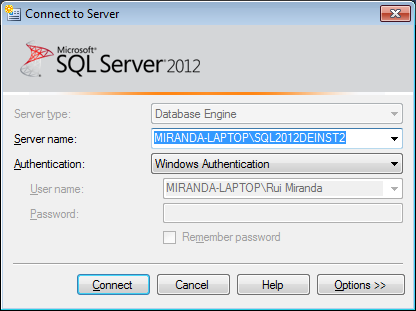 Connect to Server
Microsoft®
SQL Server® 2012
Server type: Database Engine
Server name: MIRANDA-LAPTOP\SQL2012DEINST2
Authentication: Windows Authentication
User name: MIRANDA-LAPTOP\Rui Miranda
Password:
Remember password
Connect Cancel Help Options >>